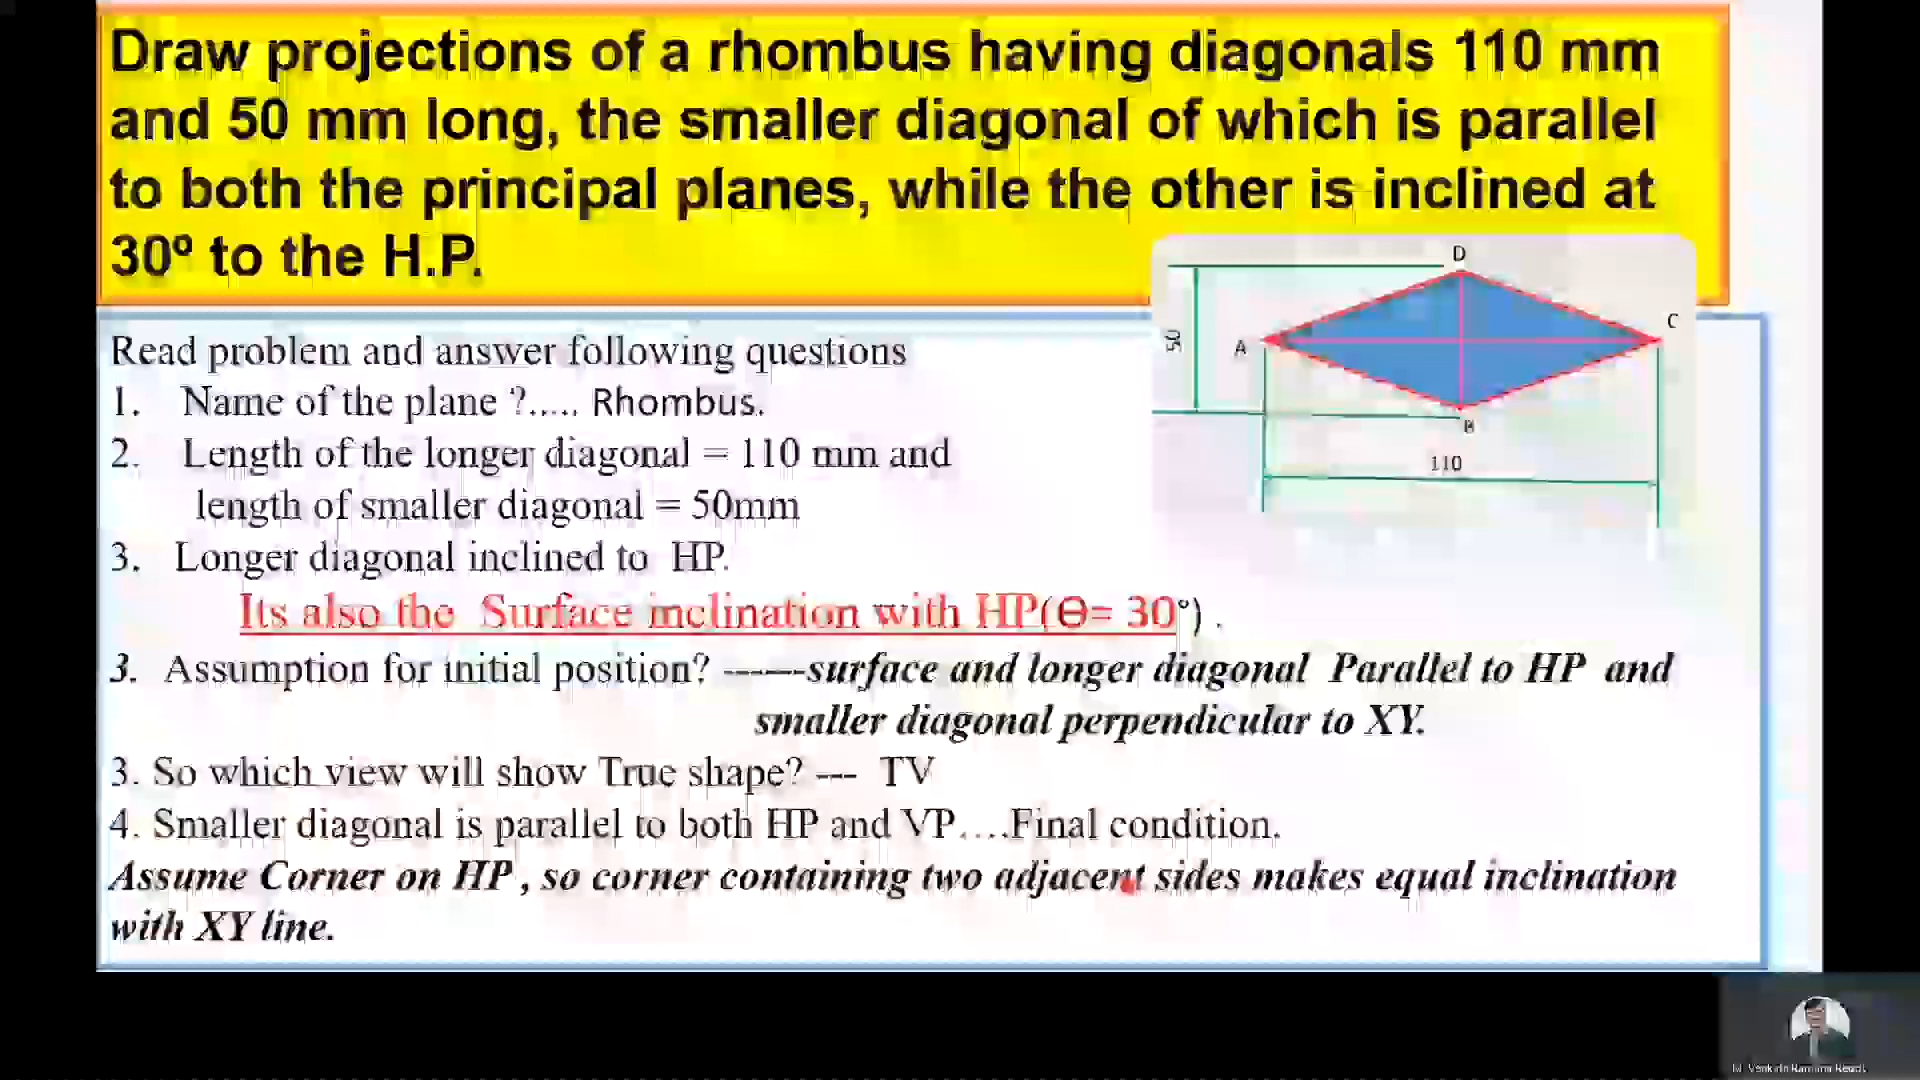 Draw projections of a rhombus having diagonals 110 mm
and 50 mm long, the smaller diagonal of which is parallel
to both the principal planes, while the other is inclined at
30º to the H.P.
D
C
A
50
B
110
Read problem and answer following questions
1. Name of the plane ?..... Rhombus.
2. Length of the longer diagonal = 110 mm and
length of smaller diagonal = 50mm
3. Longer diagonal inclined to HP.
Its also the Surface inclination with HP(Θ= 30°) .
3. Assumption for initial position? ------surface and longer diagonal Parallel to HP and
smaller diagonal perpendicular to XY.
3. So which view will show True shape? --- TV
4. Smaller diagonal is parallel to both HP and VP….Final condition.
Assume Corner on HP , so corner containing two adjacent sides makes equal inclination
with XY line.